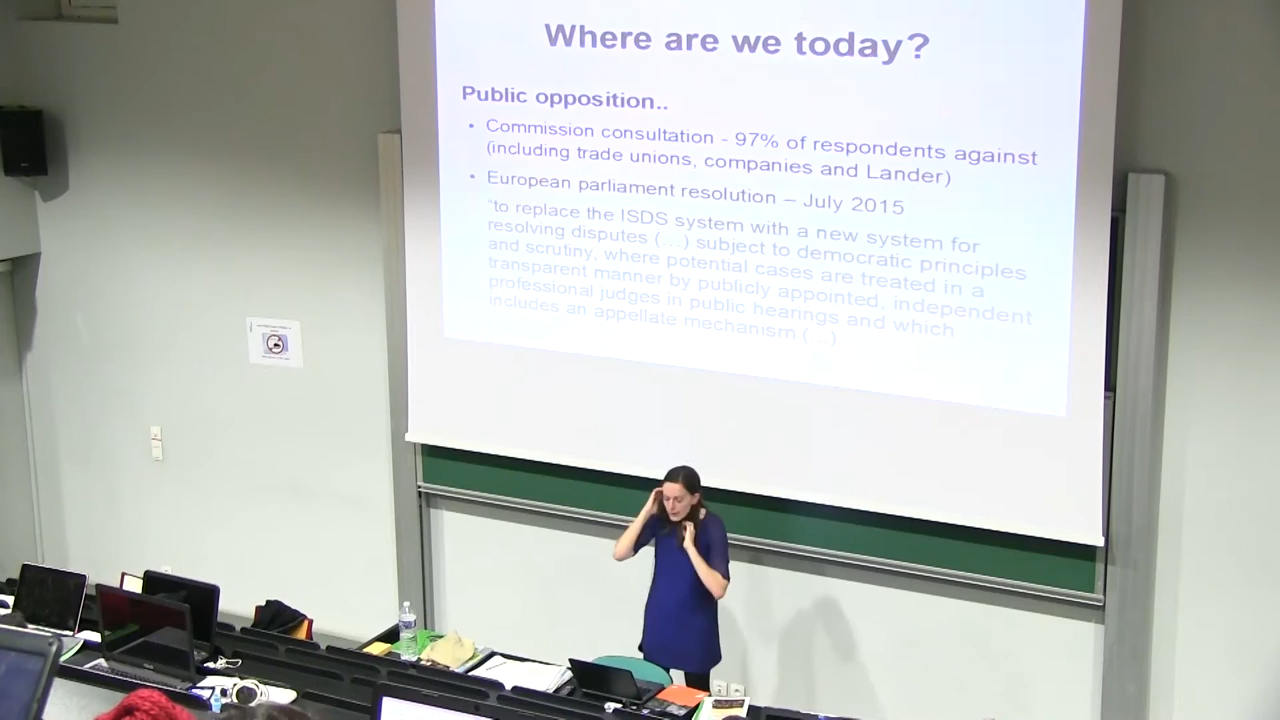 Where are we today?
Public opposition..
• Commission consultation - 97% of respondents against
(including trade unions, companies and Lander)
• European parliament resolution – July 2015
"to replace the ISDS system with a new system for
resolving disputes (...) subject to democratic principles
and scrutiny, where potential cases are treated in a
transparent manner by publicly appointed, independent
professional judges in public hearings and which
includes an appellate mechanism (...)